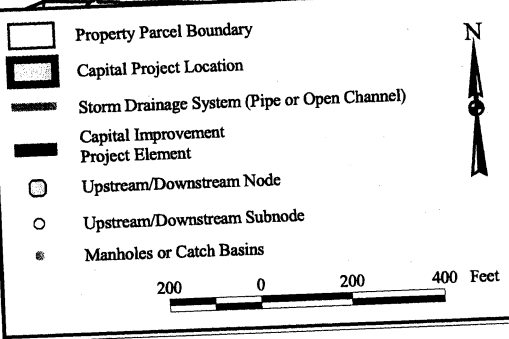 N
Property Parcel Boundary
Capital Project Location
Storm Drainage System (Pipe or Open Channel)
Capital Improvement
Project Element
Upstream/Downstream Node
Upstream/Downstream Subnode
Manholes or Catch Basins
200 0 200 400 Feet